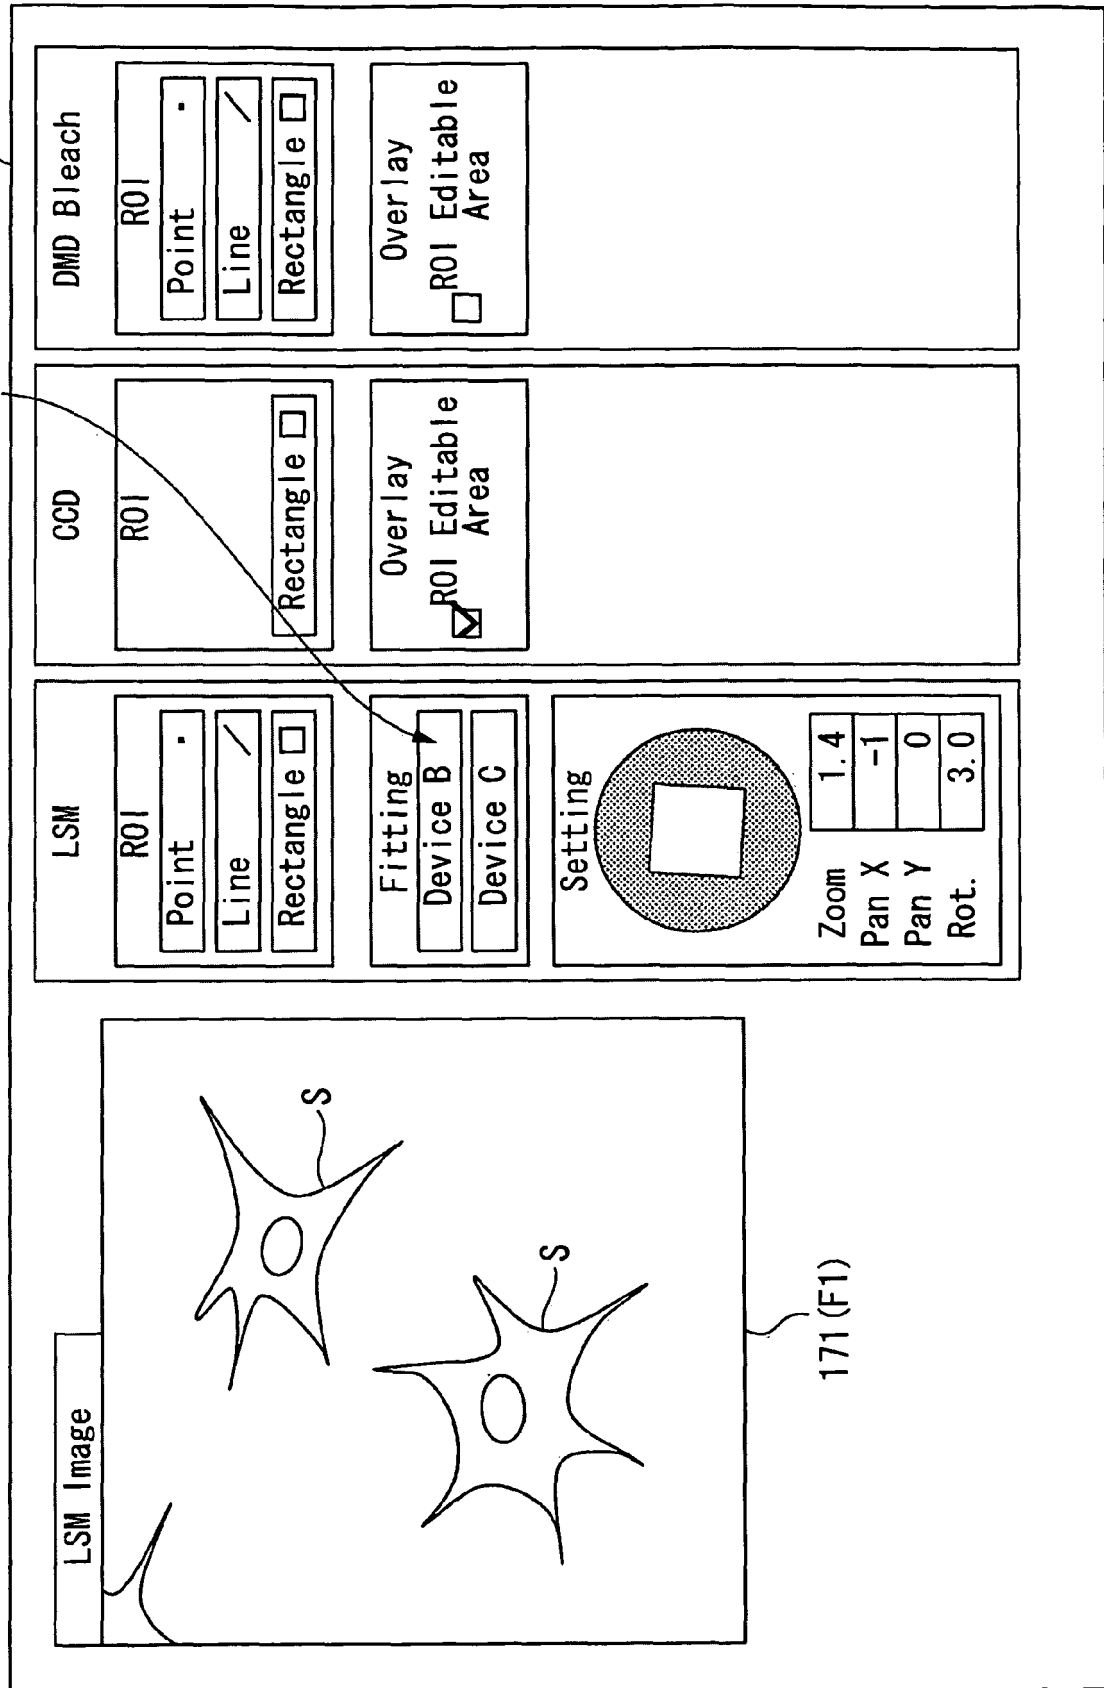 LSM Image
S
S
171(F1)
LSM
ROI
Point
Line
Rectangle
Fitting
Device B
Device C
Setting
Zoom 1.4
Pan X -1
Pan Y 0
Rot. 3.0
CCD
ROI
Rectangle
Overlay
ROI Editable
Area
DMD Bleach
ROI
Point
Line
Rectangle
Overlay
ROI Editable
Area